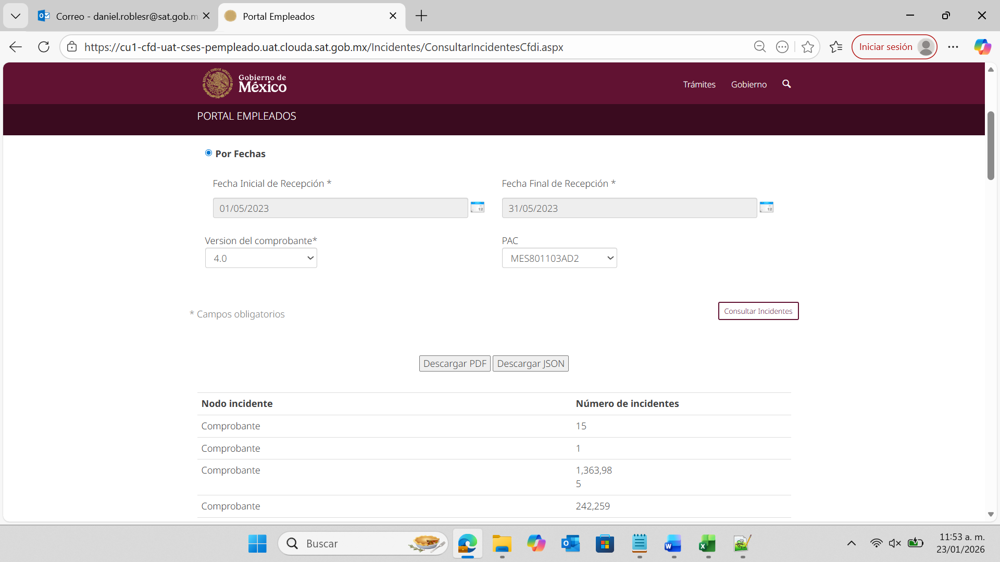 Correo - daniel.roblesr@sat.gob.m
Portal Empleados
https://cu1-cfd-uat-cses-pempleado.uat.clouda.sat.gob.mx/Incidentes/ConsultarIncidentesCfdi.aspx
Iniciar sesión
Gobierno de
México
Trámites
Gobierno
PORTAL EMPLEADOS
Por Fechas
Fecha Inicial de Recepción *
Fecha Final de Recepción *
01/05/2023
31/05/2023
Version del comprobante*
PAC
4.0
MES801103AD2
* Campos obligatorios
Consultar Incidentes
Descargar PDF
Descargar JSON
Nodo incidente
Número de incidentes
Comprobante
15
Comprobante
1
Comprobante
1,363,98
5
Comprobante
242,259
Buscar
11:53 a. m.
23/01/2026